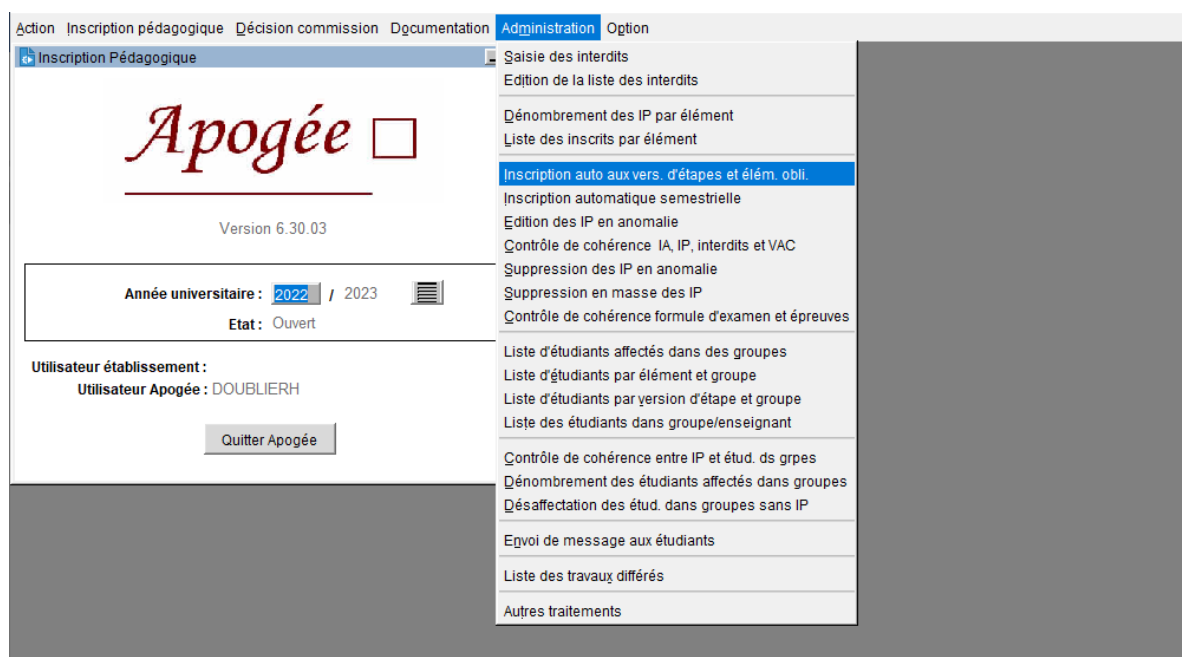 Action Inscription pédagogique Décision commission Documentation Administration Option
Inscription Pédagogique
Apogée
Version 6.30.03
Année universitaire : 2022 / 2023
Etat : Ouvert
Utilisateur établissement :
Utilisateur Apogée : DOUBLIERH
Quitter Apogée
Saisie des interdits
Edition de la liste des interdits
Dénombrement des IP par élément
Liste des inscrits par élément
Inscription auto aux vers. d'étapes et élém. obli.
Inscription automatique semestrielle
Edition des IP en anomalie
Contrôle de cohérence IA, IP, interdits et VAC
Suppression des IP en anomalie
Suppression en masse des IP
Contrôle de cohérence formule d'examen et épreuves
Liste d'étudiants affectés dans des groupes
Liste d'étudiants par élément et groupe
Liste d'étudiants par version d'étape et groupe
Liste des étudiants dans groupe/enseignant
Contrôle de cohérence entre IP et étud. ds grpes
Dénombrement des étudiants affectés dans groupes
Désaffectation des étud. dans groupes sans IP
Envoi de message aux étudiants
Liste des travaux différés
Autres traitements